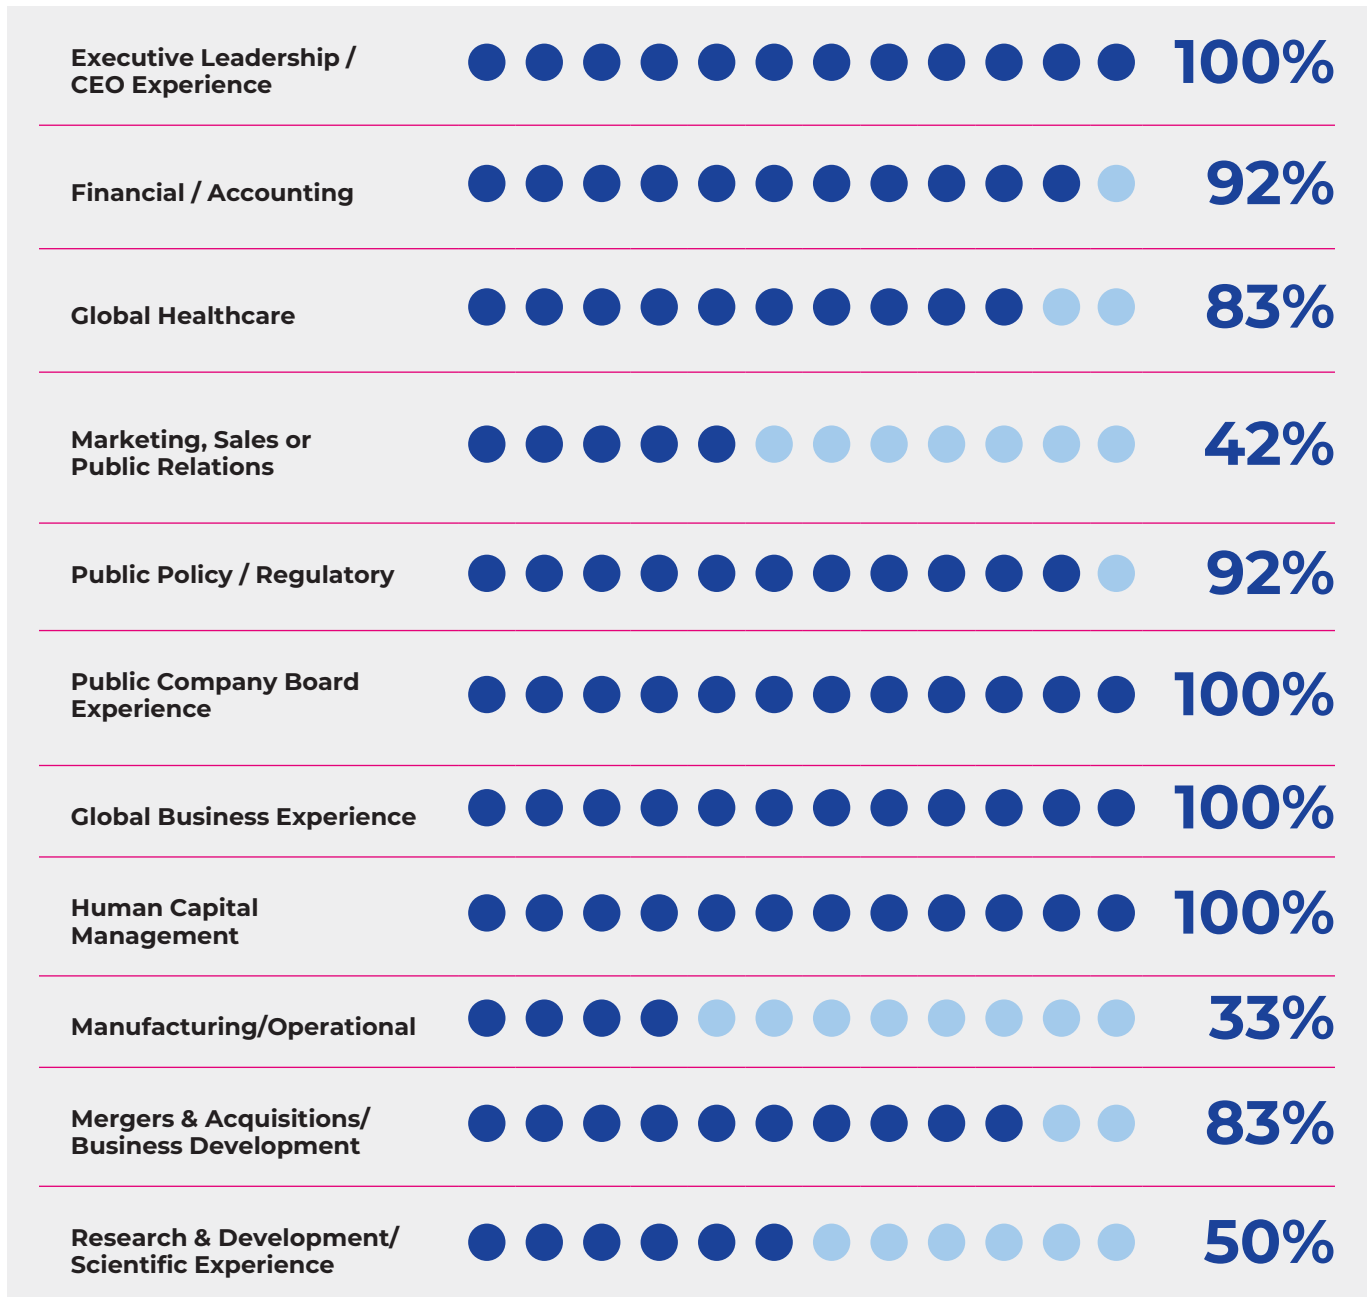 Executive Leadership /
CEO Experience
100%
Financial / Accounting
92%
Global Healthcare
83%
Marketing, Sales or
Public Relations
42%
Public Policy / Regulatory
92%
Public Company Board
Experience
100%
Global Business Experience
100%
Human Capital
Management
100%
Manufacturing/Operational
33%
Mergers & Acquisitions/
Business Development
83%
Research & Development/
Scientific Experience
50%